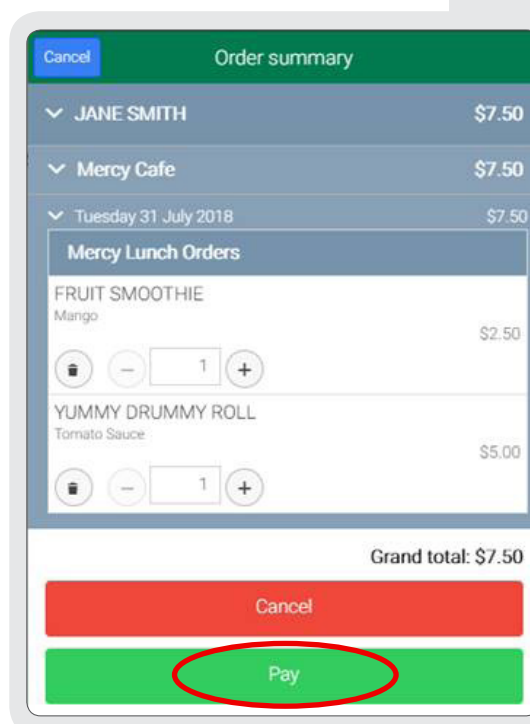 Cancel Order summary
JANE SMITH $7.50
Mercy Cafe $7.50
Tuesday 31 July 2018 $7.50
Mercy Lunch Orders
FRUIT SMOOTHIE
Mango
$2.50
1
YUMMY DRUMMY ROLL
Tomato Sauce
$5.00
1
Grand total: $7.50
Cancel
Pay